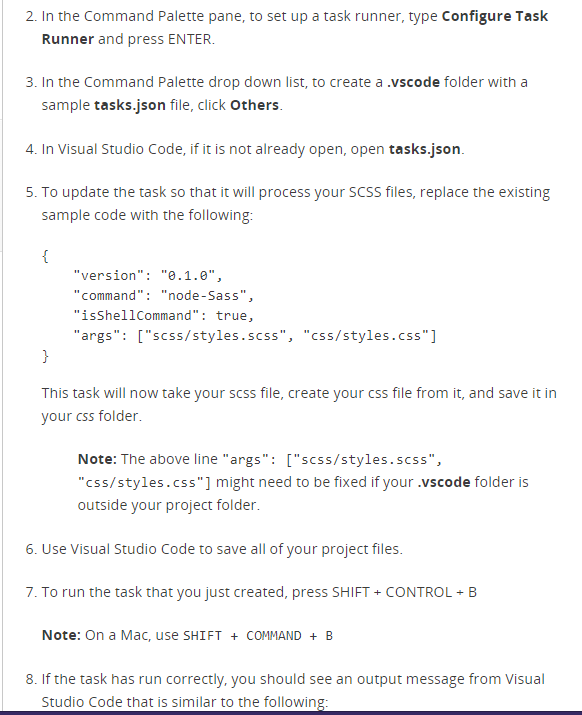 2. In the Command Palette pane, to set up a task runner, type Configure Task
Runner and press ENTER.
3. In the Command Palette drop down list, to create a .vscode folder with a
sample tasks.json file, click Others.
4. In Visual Studio Code, if it is not already open, open tasks.json.
5. To update the task so that it will process your SCSS files, replace the existing
sample code with the following:
{
"version": "0.1.0",
"command": "node-Sass",
"isShellCommand": true,
"args": ["scss/styles.scss", "css/styles.css"]
}
This task will now take your scss file, create your css file from it, and save it in
your css folder.
Note: The above line "args": ["scss/styles.scss",
"css/styles.css"] might need to be fixed if your .vscode folder is
outside your project folder.
6. Use Visual Studio Code to save all of your project files.
7. To run the task that you just created, press SHIFT + CONTROL + B
Note: On a Mac, use SHIFT + COMMAND + B
8. If the task has run correctly, you should see an output message from Visual
Studio Code that is similar to the following: